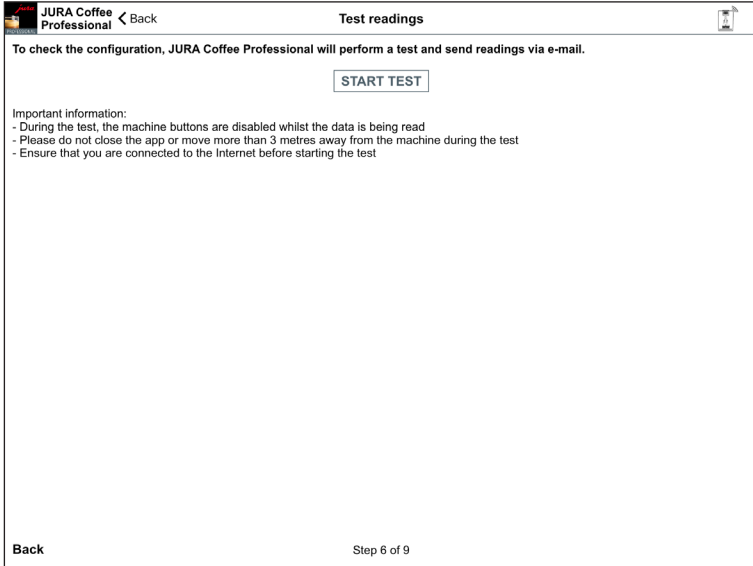 jura
PROFESSIONAL
JURA Coffee
Professional
Back
Test readings
To check the configuration, JURA Coffee Professional will perform a test and send readings via e-mail.
START TEST
Important information:
- During the test, the machine buttons are disabled whilst the data is being read
- Please do not close the app or move more than 3 metres away from the machine during the test
- Ensure that you are connected to the Internet before starting the test
Back
Step 6 of 9